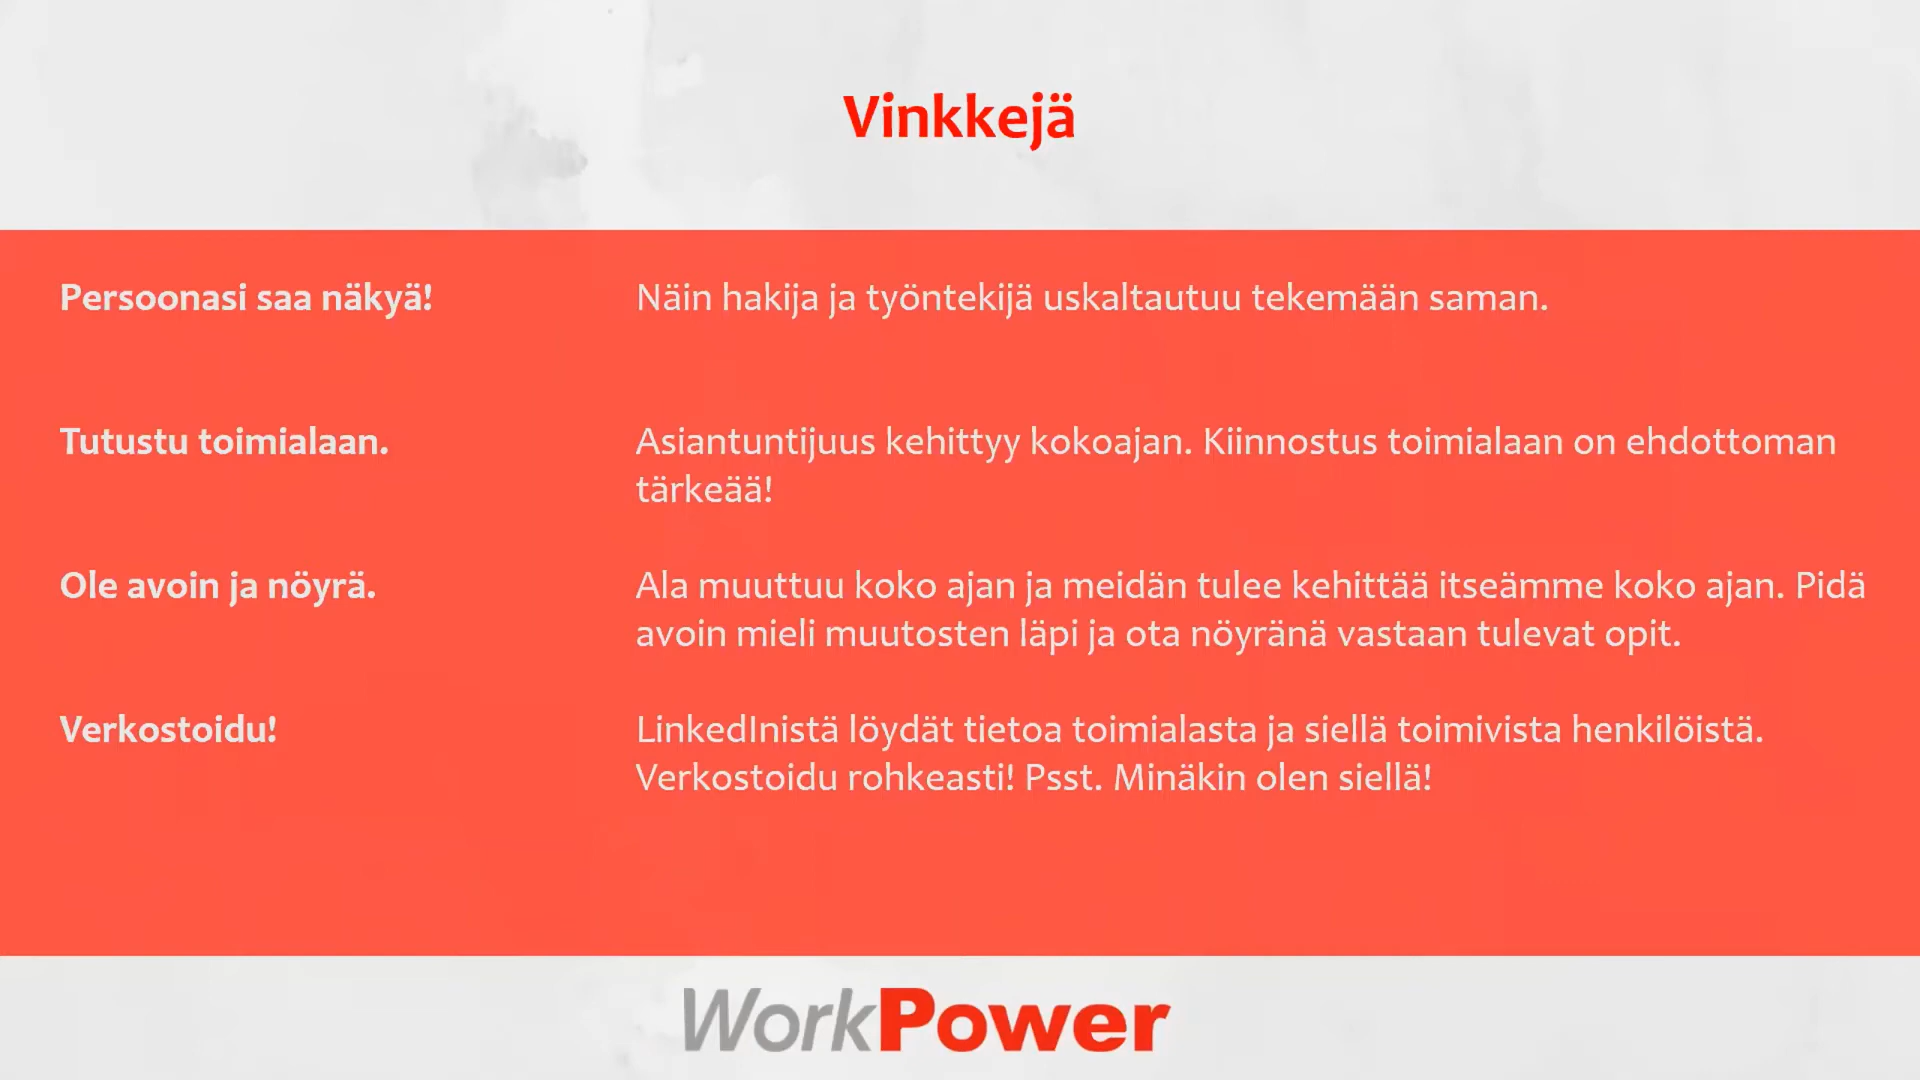 Vinkkejä
Persoonasi saa näkyä!
Näin hakija ja työntekijä uskaltautuu tekemään saman.
Tutustu toimialaan.
Asiantuntijuus kehittyy kokoajan. Kiinnostus toimialaan on ehdottoman
tärkeää!
Ole avoin ja nöyrä.
Ala muuttuu koko ajan ja meidän tulee kehittää itseämme koko ajan. Pidä
avoin mieli muutosten läpi ja ota nöyränä vastaan tulevat opit.
Verkostoidu!
LinkedInistä löydät tietoa toimialasta ja siellä toimivista henkilöistä.
Verkostoidu rohkeasti! Psst. Minäkin olen siellä!
WorkPower